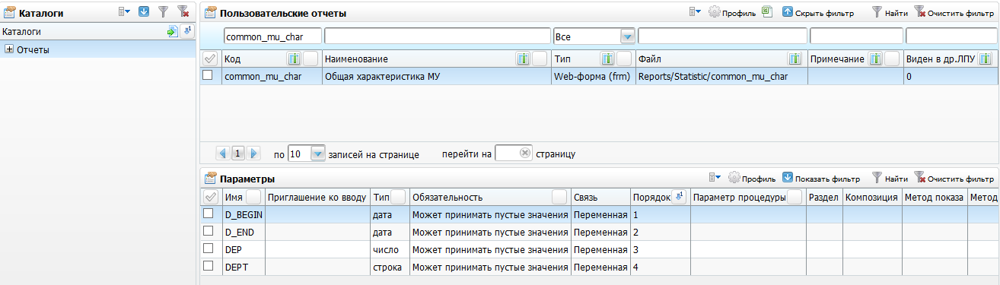 Каталоги
Каталоги
Отчеты
Пользовательские отчеты Профиль Скрыть фильтр Найти Очистить фильтр
common_mu_char Все
Код Наименование Тип Файл Примечание Виден в др.ЛПУ
common_mu_char Общая характеристика МУ Web-форма (frm) Reports/Statistic/common_mu_char 0
1 по 10 записей на странице перейти на страницу
Параметры Профиль Показать фильтр Найти Очистить фильтр
Имя Приглашение ко вводу Тип Обязательность Связь Порядок Параметр процедуры Раздел Композиция Метод показа Метод
D_BEGIN дата Может принимать пустые значения Переменная 1
D_END дата Может принимать пустые значения Переменная 2
DEP число Может принимать пустые значения Переменная 3
DEPT строка Может принимать пустые значения Переменная 4